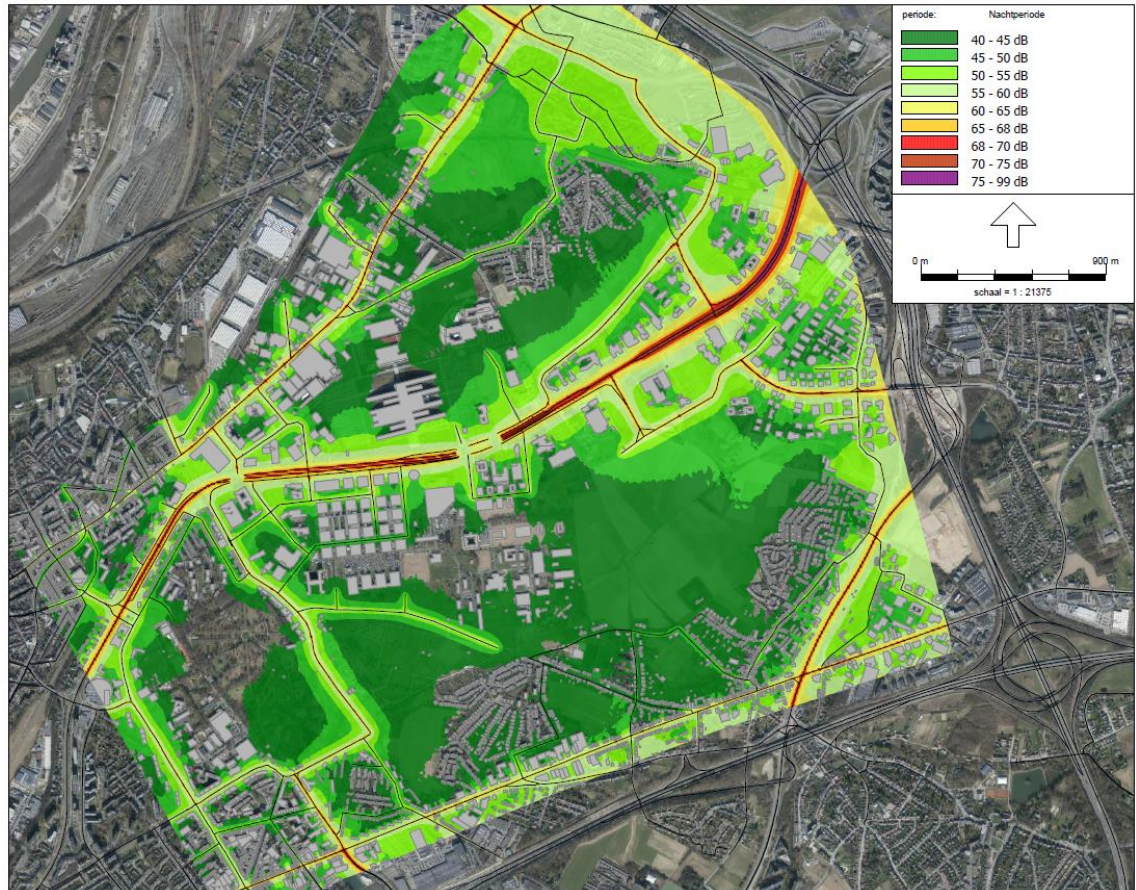 periode: Nachtperiode
40 - 45 dB
45 - 50 dB
50 - 55 dB
55 - 60 dB
60 - 65 dB
65 - 68 dB
68 - 70 dB
70 - 75 dB
75 - 99 dB
0 m 900 m
schaal = 1 : 21375